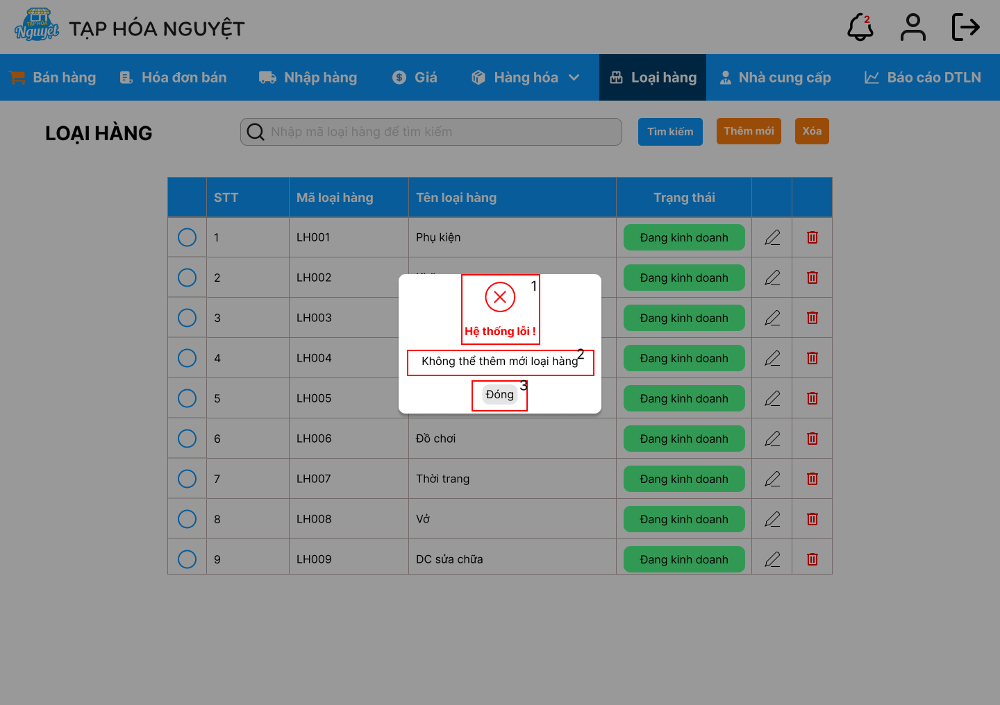 TẠP HÓA
Nguyệt
TẠP HÓA NGUYỆT
2
Bán hàng
Hóa đơn bán
Nhập hàng
Giá
Hàng hóa
Loại hàng
Nhà cung cấp
Báo cáo DTLN
LOẠI HÀNG
Nhập mã loại hàng để tìm kiếm
Tìm kiếm
Thêm mới
Xóa
STT Mã loại hàng Tên loại hàng Trạng thái
1 LH001 Phụ kiện Đang kinh doanh
2 LH002 Đang kinh doanh
3 LH003 Đang kinh doanh
4 LH004 Đang kinh doanh
5 LH005 Đang kinh doanh
6 LH006 Đồ chơi Đang kinh doanh
7 LH007 Thời trang Đang kinh doanh
8 LH008 Vở Đang kinh doanh
9 LH009 DC sửa chữa Đang kinh doanh
1
Hệ thống lỗi !
2
Không thể thêm mới loại hàng
3
Đóng